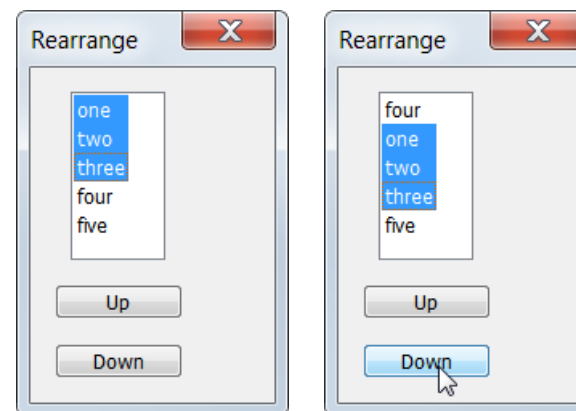 Rearrange
one
two
three
four
five
Up
Down
Rearrange
four
one
two
three
five
Up
Down